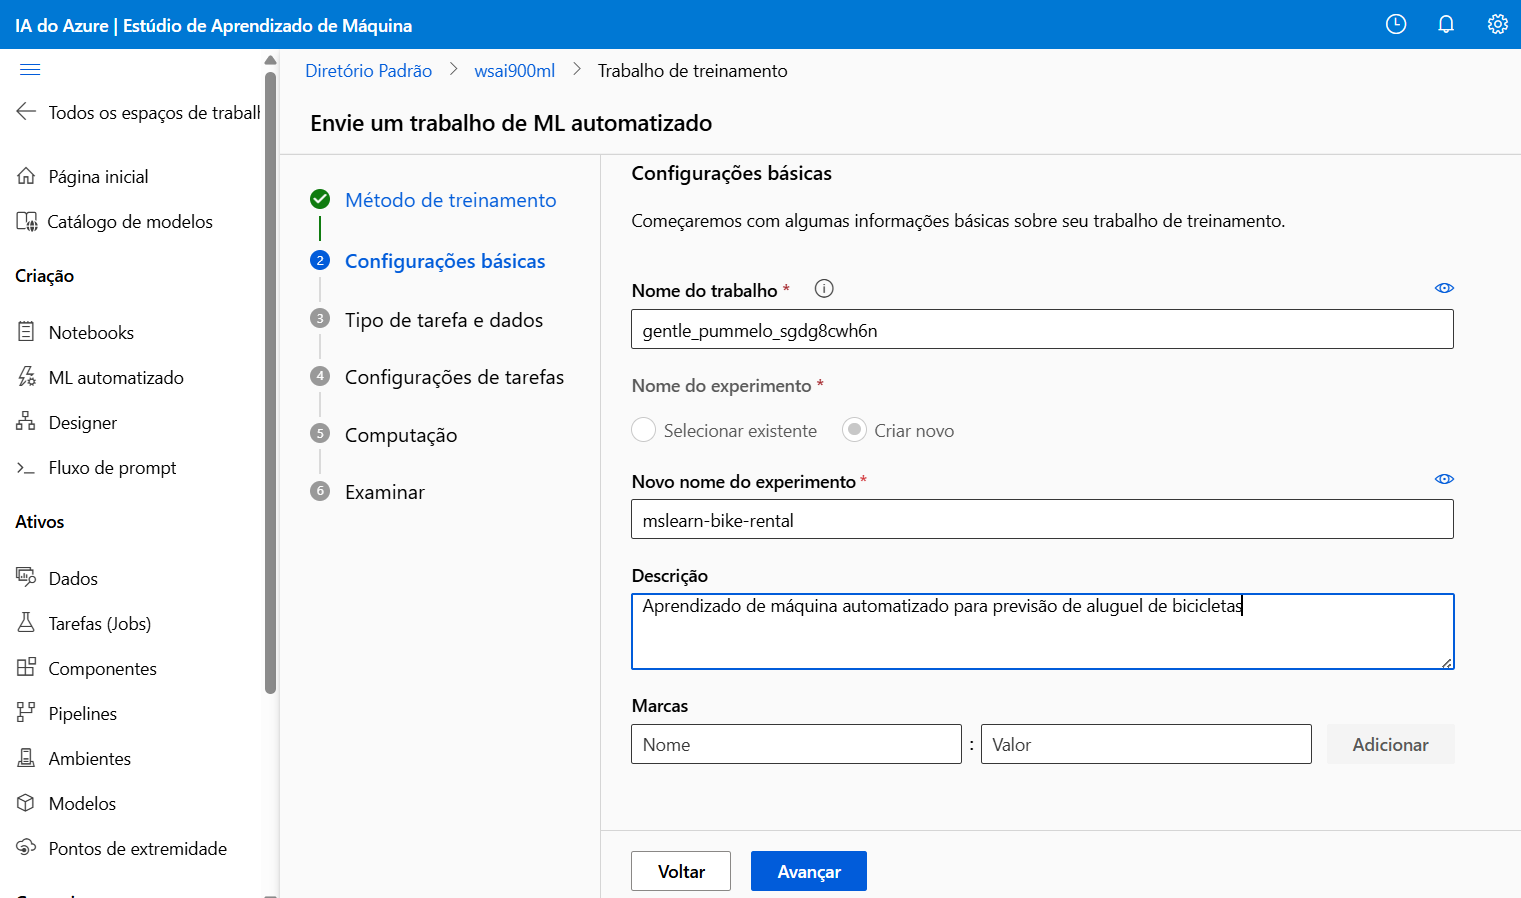 IA do Azure | Estúdio de Aprendizado de Máquina
Todos os espaços de trabal
Página inicial
Catálogo de modelos
Criação
Notebooks
ML automatizado
Designer
Fluxo de prompt
Ativos
Dados
Tarefas (Jobs)
Componentes
Pipelines
Ambientes
Modelos
Pontos de extremidade
Diretório Padrão > wsai900ml > Trabalho de treinamento
Envie um trabalho de ML automatizado
Método de treinamento
2 Configurações básicas
3 Tipo de tarefa e dados
4 Configurações de tarefas
5 Computação
6 Examinar
Configurações básicas
Começaremos com algumas informações básicas sobre seu trabalho de treinamento.
Nome do trabalho *
gentle_pummelo_sgdg8cwh6n
Nome do experimento *
Selecionar existente Criar novo
Novo nome do experimento *
mslearn-bike-rental
Descrição
Aprendizado de máquina automatizado para previsão de aluguel de bicicletas
Marcas
Nome : Valor Adicionar
Voltar Avançar